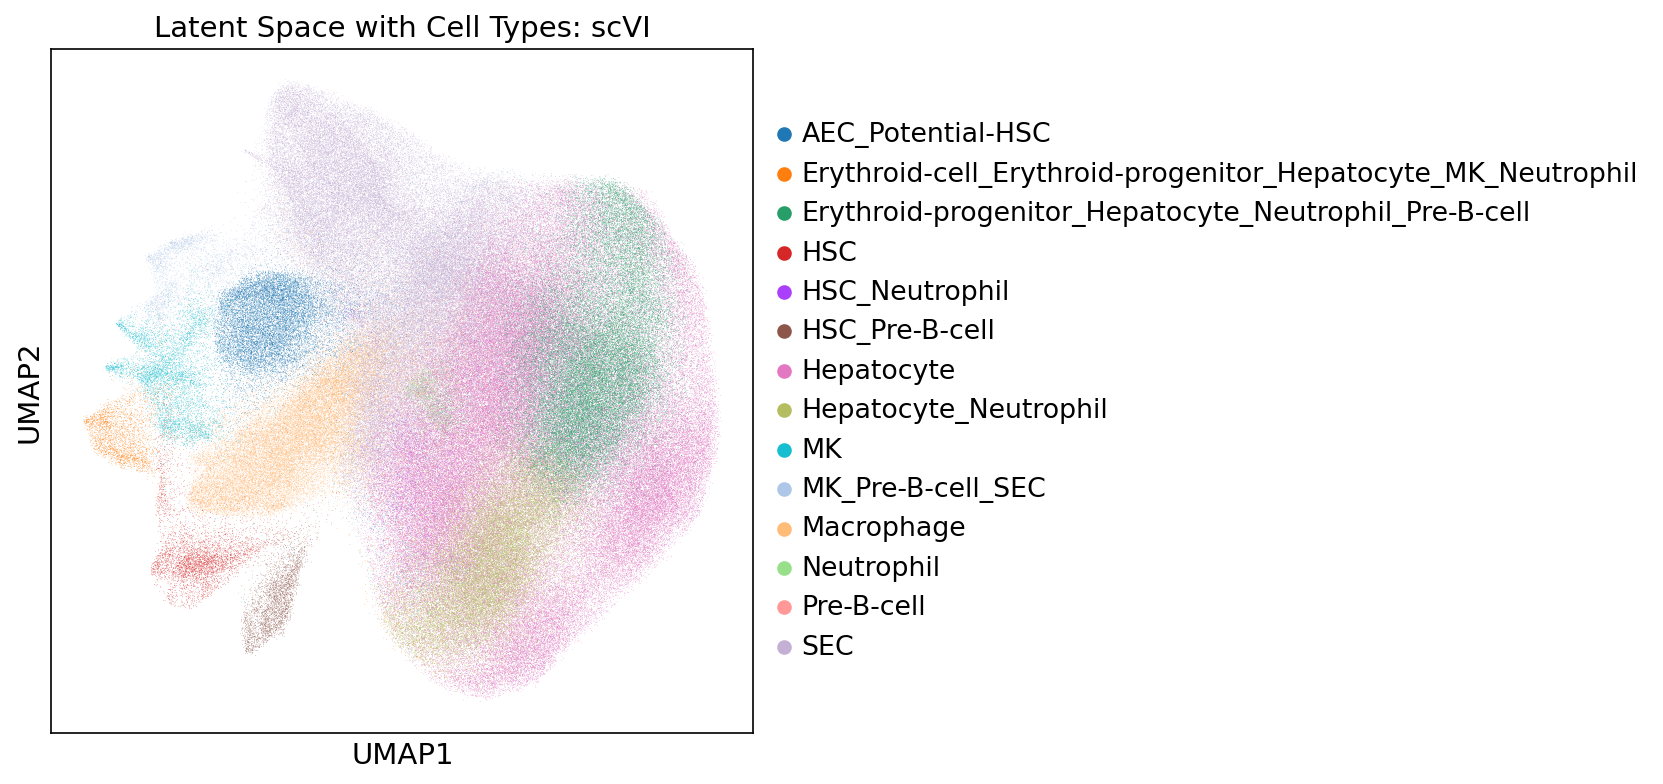 Latent Space with Cell Types: scVI
UMAP2
UMAP1
AEC_Potential-HSC
Erythroid-cell_Erythroid-progenitor_Hepatocyte_MK_Neutrophil
Erythroid-progenitor_Hepatocyte_Neutrophil_Pre-B-cell
HSC
HSC_Neutrophil
HSC_Pre-B-cell
Hepatocyte
Hepatocyte_Neutrophil
MK
MK_Pre-B-cell_SEC
Macrophage
Neutrophil
Pre-B-cell
SEC